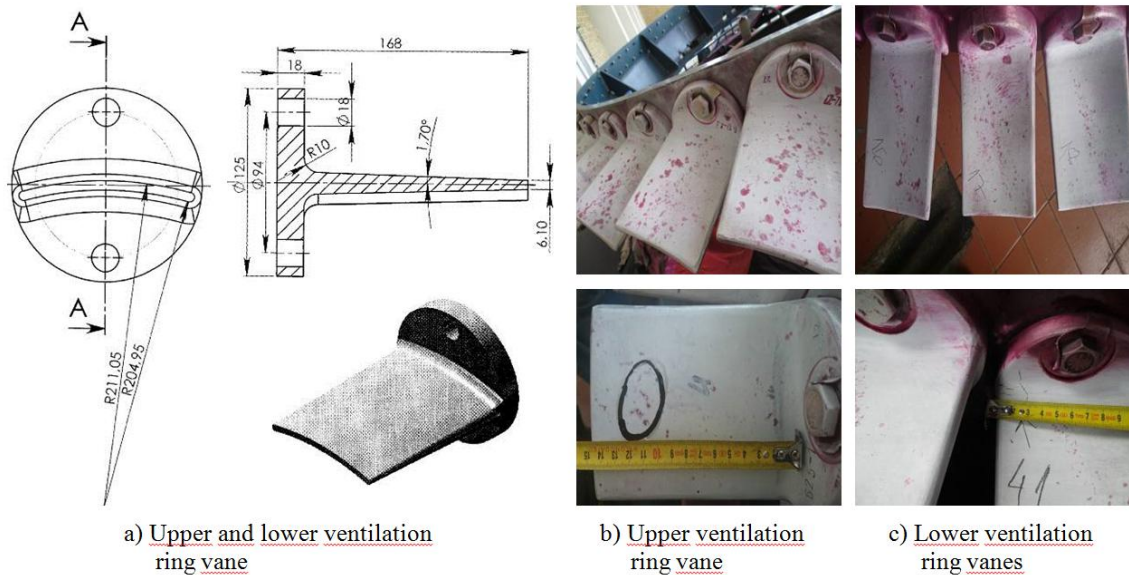 A
168
18
Ø18
R10
1.70°
Ø125
Ø94
6.10
A
R211.05
R204.95
41
a) Upper and lower ventilation
ring vane
b) Upper ventilation
ring vane
c) Lower ventilation
ring vanes